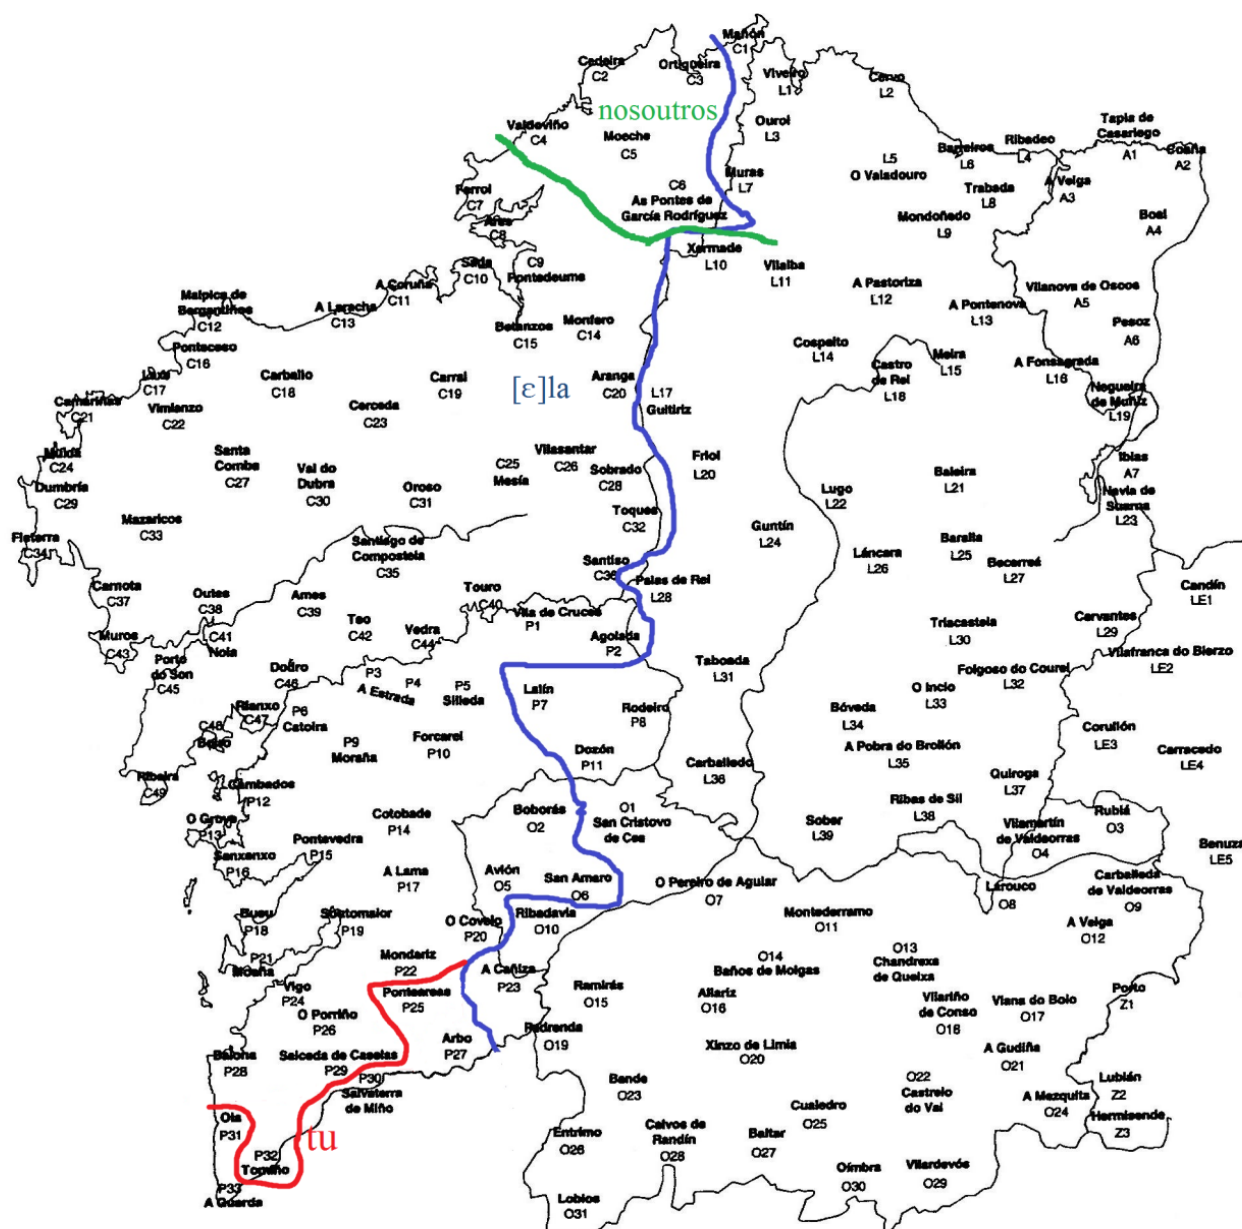 Mañón
C1
Cedeira
C2
Ortigueira
C3
Viveiro
L1
Cervo
L2
nosoutros
Valdoviño
C4
Moeche
C5
Ourol
L3
Tapia de
Casariego
A1
Ribadeo
L4
Barreiros
L6
Coaña
A2
L5
O Valadouro
Muras
L7
Trabada
L8
A Veiga
A3
Ferrol
C7
C6
As Pontes de
García Rodríguez
Mondoñedo
L9
Boal
A4
Ares
C8
Xermade
L10
Vilalba
L11
C9
Pontedeume
Sada
C10
A Coruña
C11
A Pastoriza
L12
Vilanova de Oscos
A5
Malpica de
Bergantiños
C12
A Laracha
C13
A Pontenova
L13
Pesoz
A6
Betanzos
C15
Monfero
C14
Cospeito
L14
Meira
L15
A Fonsagrada
L16
Ponteceso
C16
Castro
de Rei
L18
Laxe
C17
Carballo
C18
Carral
C19
[ɛ]la
Aranga
C20
L17
Guitiriz
Negueira
de Muñiz
L19
Camariñas
C21
Vimianzo
C22
Cerceda
C23
Muxía
C24
Santa
Comba
C27
Val do
Dubra
C30
C25
Mesía
Vilasantar
C26
Sobrado
C28
Friol
L20
Baleira
L21
Ibias
A7
Dumbría
C29
Oroso
C31
Toques
C32
Lugo
L22
Navia de
Suarna
L23
Mazaricos
C33
Guntín
L24
Baralla
L25
Fisterra
C34
Santiago de
Compostela
C35
Santiso
C36
Láncara
L26
Becerreá
L27
Carnota
C37
Outes
C38
Ames
C39
Touro
C40
Palas de Rei
L28
Candín
LE1
Muros
C43
C41
Noia
Teo
C42
Vedra
C44
Vila de Cruces
P1
Agolada
P2
Triacastela
L30
Cervantes
L29
Porto
do Son
C45
Dodro
C46
P3
A Estrada
P4
P5
Silleda
Lalín
P7
Taboada
L31
Folgoso do Courel
L32
Vilafranca do Bierzo
LE2
Rianxo
C47
P6
Catoira
Rodeiro
P8
O Incio
L33
Bóveda
L34
C48
Boiro
P9
Moraña
Forcarei
P10
Dozón
P11
Carballedo
L36
A Pobra do Brollón
L35
Corullón
LE3
Carracedo
LE4
Ribeira
C49
Cambados
P12
Quiroga
L37
O Grove
P13
Cotobade
P14
Boborás
O2
O1
San Cristovo
de Cea
Ribas de Sil
L38
Rubiá
O3
Sober
L39
Vilamartín
de Valdeorras
O4
Pontevedra
P15
Sanxenxo
P16
A Lama
P17
Avión
O5
San Amaro
O6
O Pereiro de Aguiar
O7
Larouco
O8
Carballeda
de Valdeorras
O9
Benuza
LE5
Bueu
P18
Soutomaior
P19
O Covelo
P20
Ribadavia
O10
Montederramo
O11
A Veiga
O12
P21
Moaña
Mondariz
P22
A Cañiza
P23
O14
Baños de Molgas
O13
Chandrexa
de Queixa
Vigo
P24
Ponteareas
P25
Ramirás
O15
Allariz
O16
Vilariño
de Conso
O18
Viana do Bolo
O17
Porto
Z1
O Porriño
P26
Arbo
P27
Padrenda
O19
Xinzo de Limia
O20
A Gudiña
O21
Baiona
P28
Salceda de Caselas
P29
P30
Salvaterra
de Miño
Bande
O23
O22
Castrelo
do Val
A Mezquita
O24
Lubián
Z2
Hermisende
Z3
Oia
P31
tu
Cualedro
O25
Entrimo
O26
Calvos de
Randín
O28
Baltar
O27
P32
Tomiño
Oímbra
O30
Vilardevós
O29
P33
A Guarda
Lobios
O31